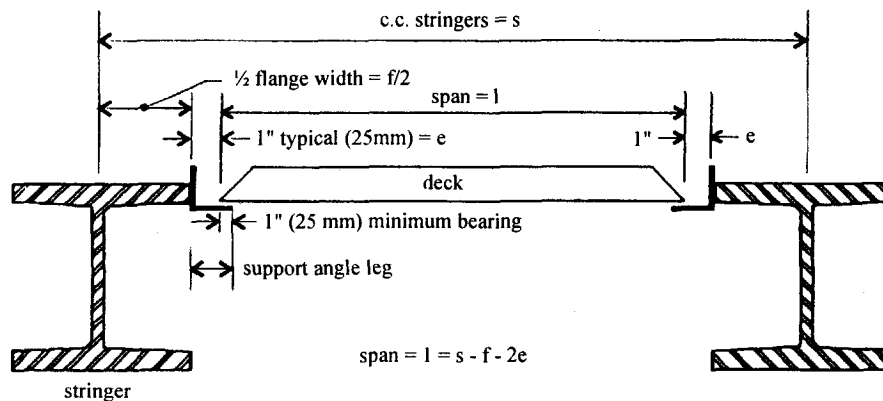 c.c. stringers = s
½ flange width = f/2
span = l
1" typical (25mm) = e
1"
e
deck
1" (25 mm) minimum bearing
support angle leg
span = l = s - f - 2e
stringer